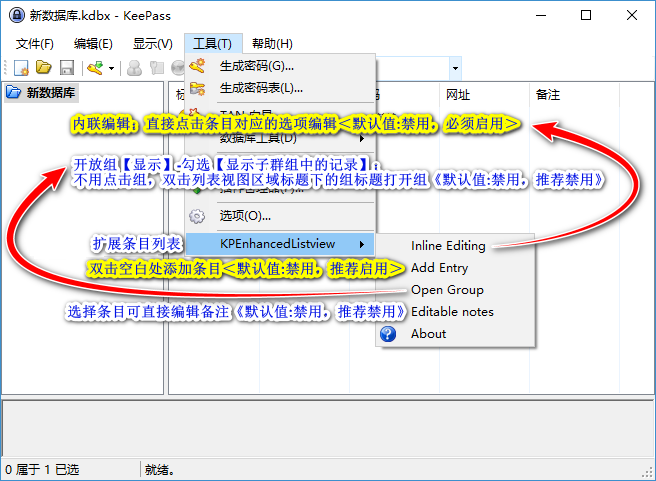 新数据库.kdbx - KeePass
文件(F) 编辑(E) 显示(V) 工具(T) 帮助(H)
生成密码(G)...
生成密码表(L)...
新数据库
网址 备注
内联编辑；直接点击条目对应的选项编辑＜默认值:禁用，必须启用＞
数据库工具(D)
开放组【显示】-勾选【显示子群组中的记录】；
不用点击组，双击列表视图区域标题下的组标题打开组《默认值:禁用，推荐禁用》
选项(O)...
扩展条目列表 KPEnhancedListview
Inline Editing
双击空白处添加条目＜默认值:禁用，推荐启用＞
Add Entry
Open Group
选择条目可直接编辑备注《默认值:禁用，推荐禁用》
Editable notes
About
0 属于 1 已选 就绪。